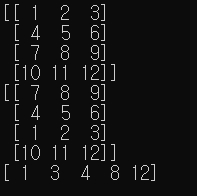 [[ 1  2  3]
 [ 4  5  6]
 [ 7  8  9]
 [10 11 12]]
[[ 7  8  9]
 [ 4  5  6]
 [ 1  2  3]
 [10 11 12]]
[ 1  3  4  8 12]